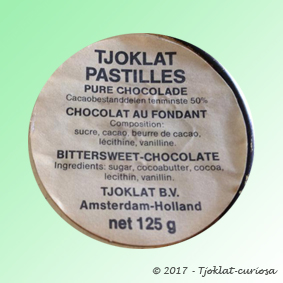 TJOKLAT
PASTILLES
PURE CHOCOLADE
Cacaobestanddelen tenminste 50%
CHOCOLAT AU FONDANT
Composition:
sucre, cacao, beurre de cacao,
lecithine, vanilline.
BITTERSWEET-CHOCOLATE
Ingredients: sugar, cocoabutter, cocoa,
lecithin, vanillin.
TJOKLAT B.V.
Amsterdam-Holland
net 125 g
© 2017 - Tjoklat-curiosa